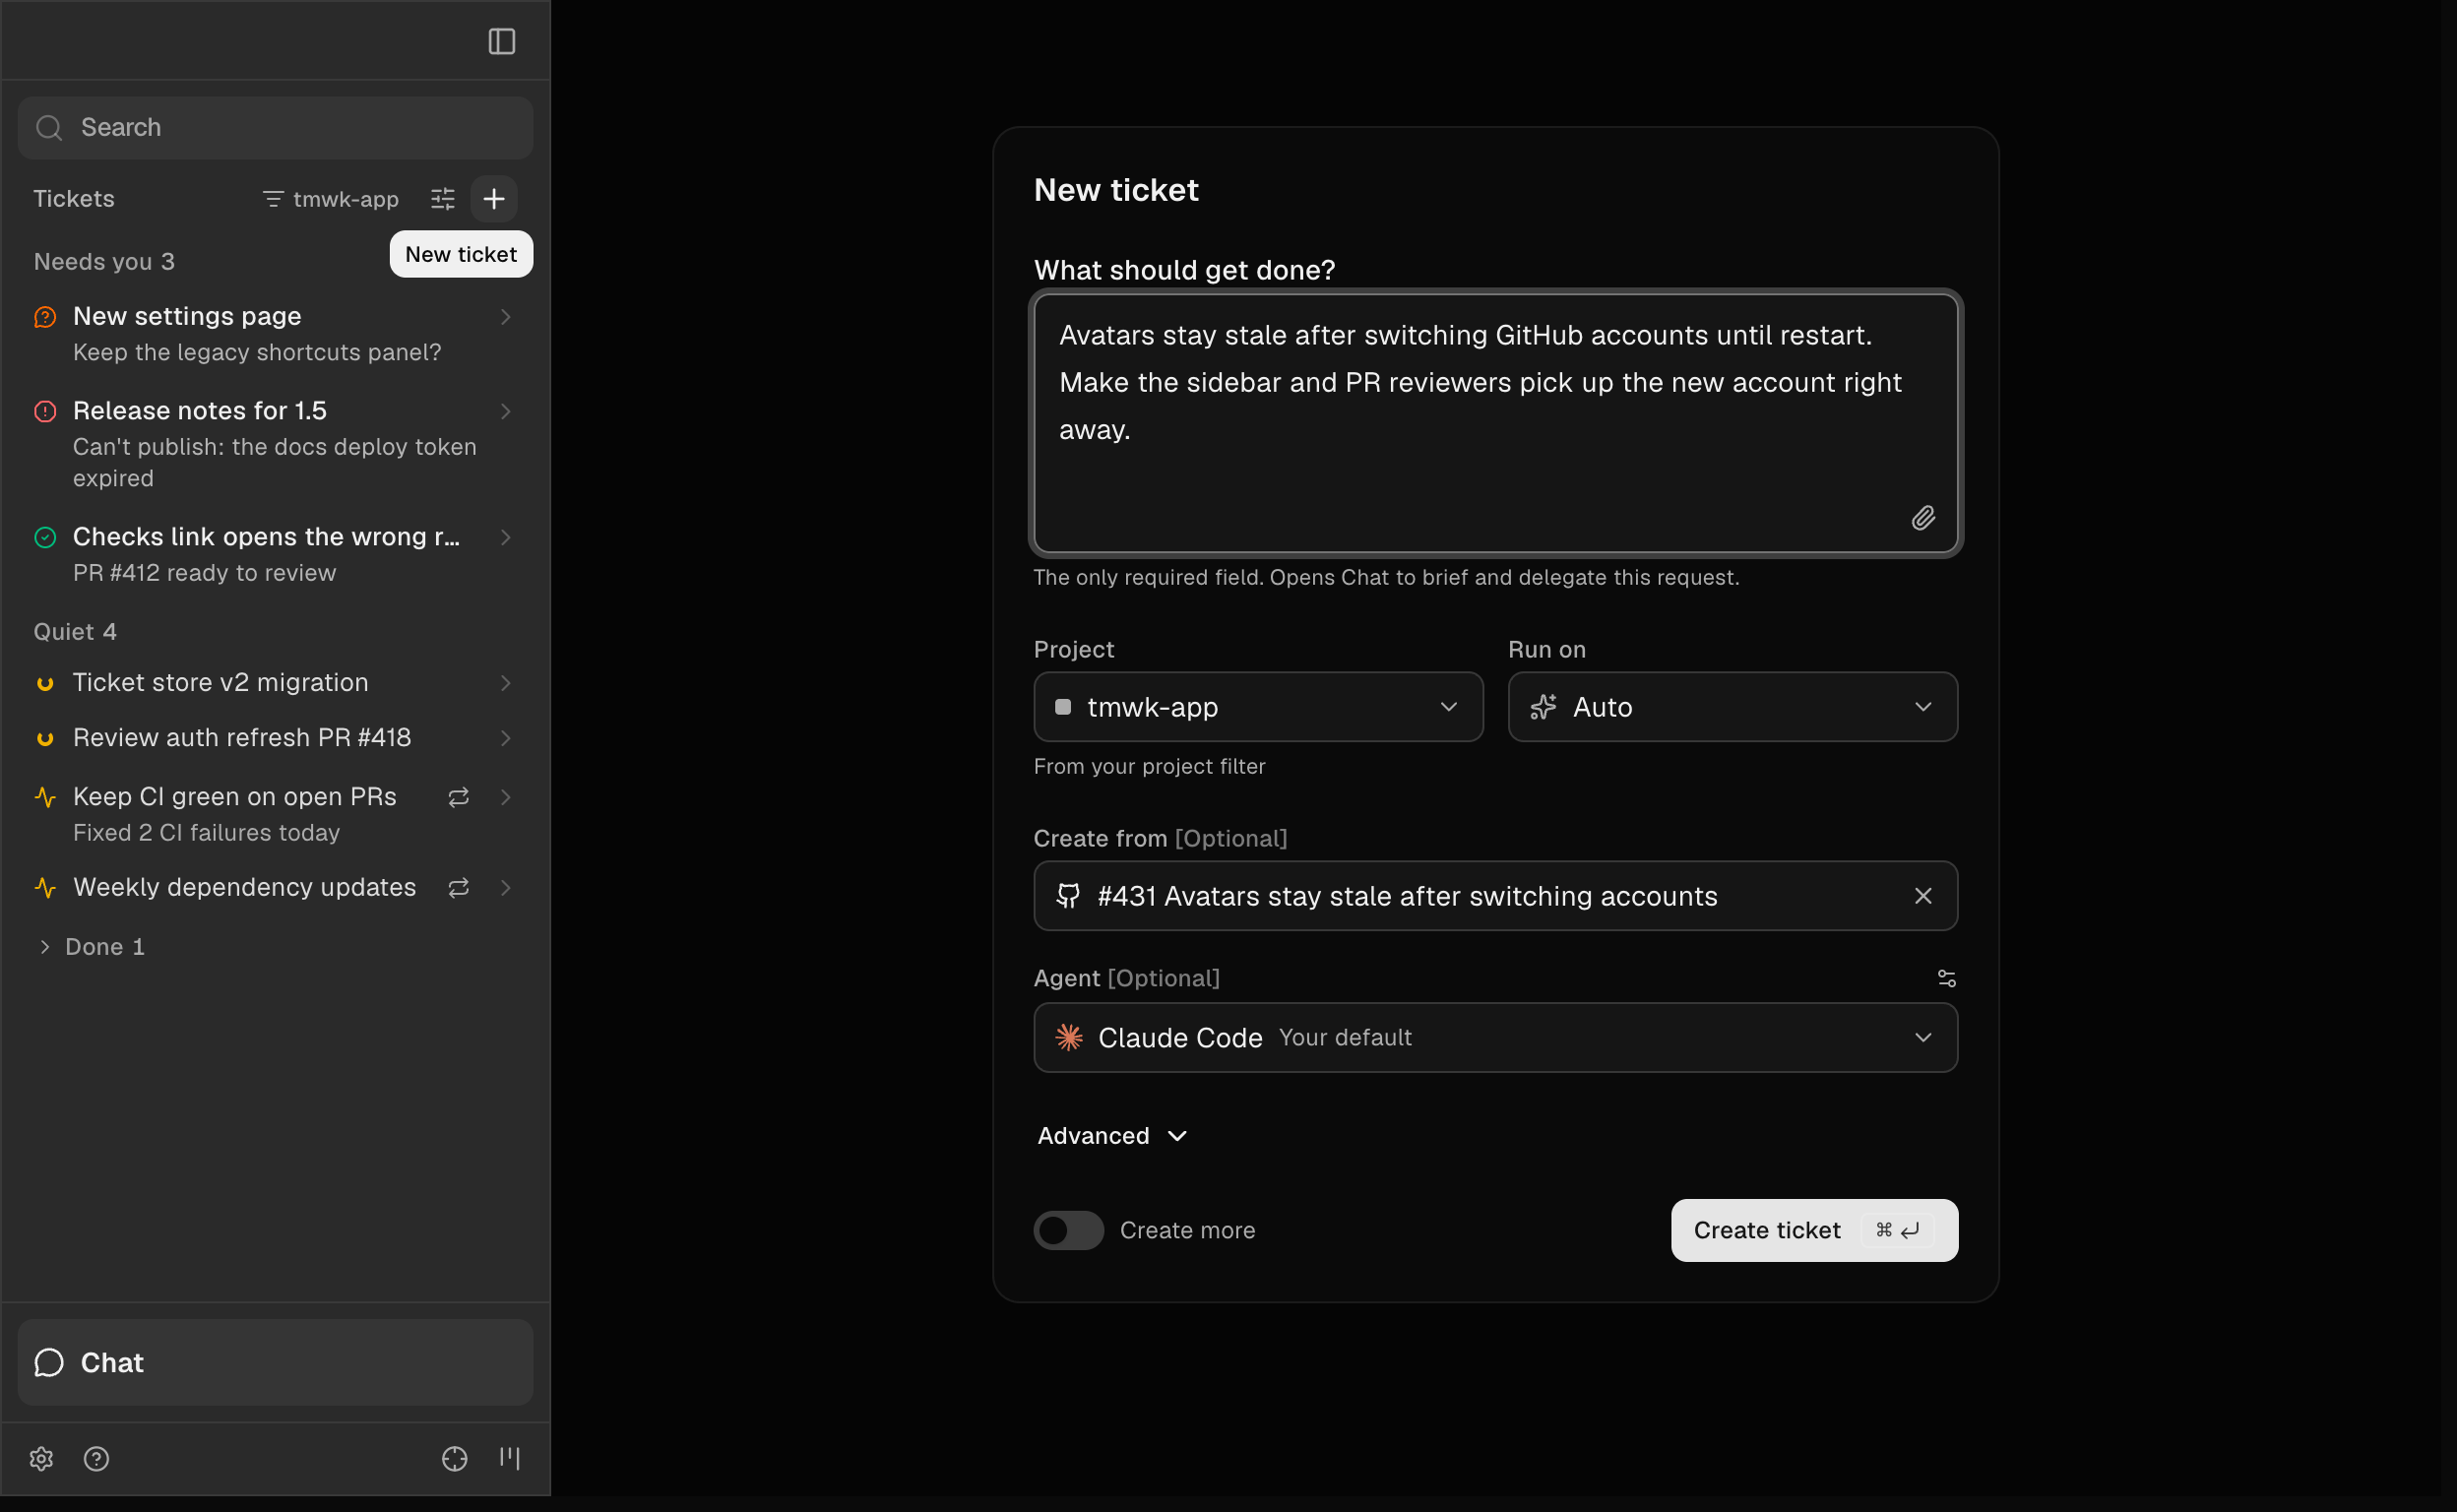 Search
Tickets
tmwk-app
New ticket
Needs you 3
New settings page
Keep the legacy shortcuts panel?
Release notes for 1.5
Can't publish: the docs deploy token
expired
Checks link opens the wrong r...
PR #412 ready to review
Quiet 4
Ticket store v2 migration
Review auth refresh PR #418
Keep CI green on open PRs
Fixed 2 CI failures today
Weekly dependency updates
Done 1
Chat
New ticket
What should get done?
Avatars stay stale after switching GitHub accounts until restart.
Make the sidebar and PR reviewers pick up the new account right
away.
The only required field. Opens Chat to brief and delegate this request.
Project
Run on
tmwk-app
Auto
From your project filter
Create from [Optional]
#431 Avatars stay stale after switching accounts
Agent [Optional]
Claude Code Your default
Advanced
Create more
Create ticket ⌘ ↵